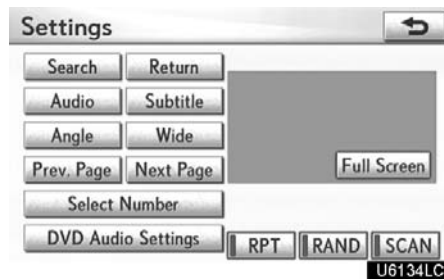 Settings
Search Return
Audio Subtitle
Angle Wide
Prev. Page Next Page
Full Screen
Select Number
DVD Audio Settings
RPT RAND SCAN
U6134LC